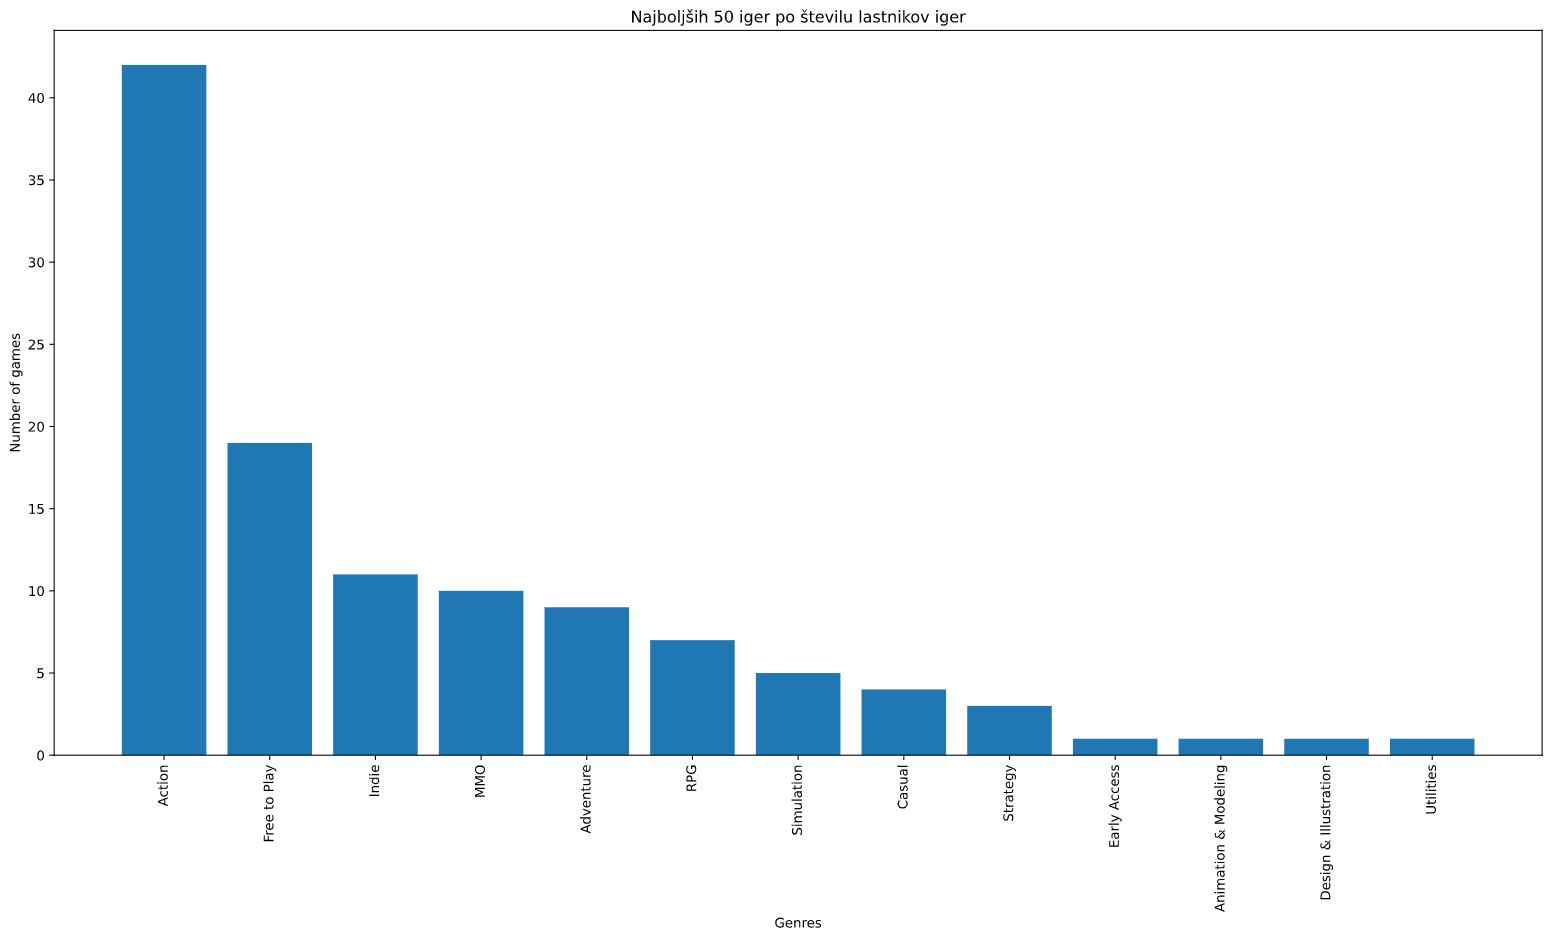 Najboljših 50 iger po številu lastnikov iger
Number of games
40
35
30
25
20
15
10
5
0
Action
Free to Play
Indie
MMO
Adventure
RPG
Simulation
Casual
Strategy
Early Access
Animation & Modeling
Design & Illustration
Utilities
Genres